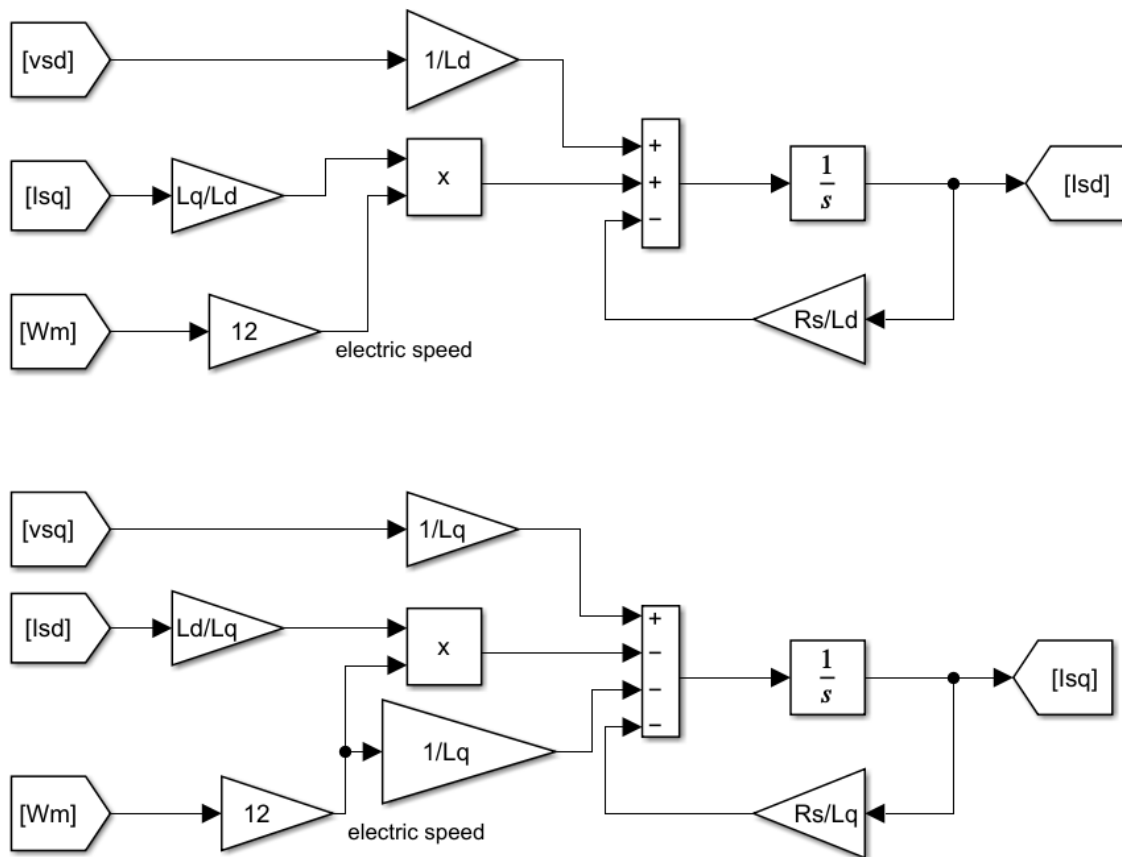 [vsd]
1/Ld
+
[Isq]
Lq/Ld
x
+
−
1
s
[Isd]
[Wm]
12
Rs/Ld
electric speed
[vsq]
1/Lq
+
[Isd]
Ld/Lq
x
−
−
−
1
s
[Isq]
1/Lq
[Wm]
12
Rs/Lq
electric speed